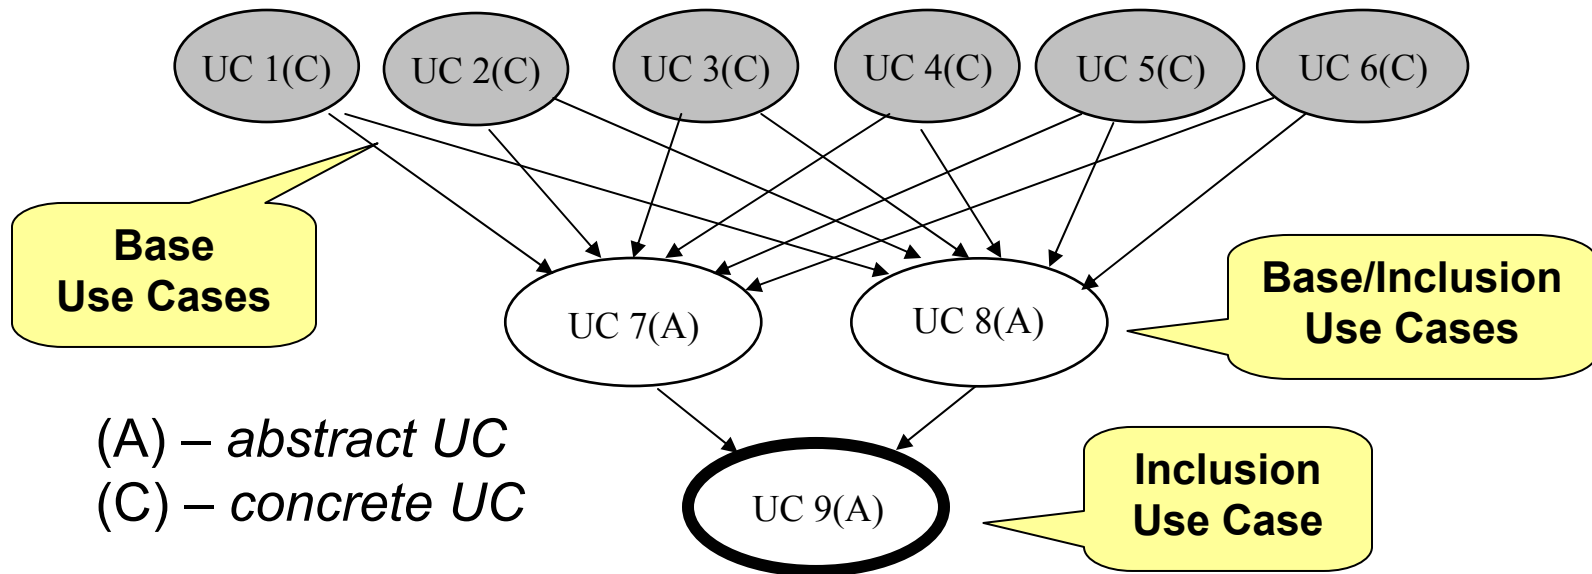 UC 1(C)
UC 2(C)
UC 3(C)
UC 4(C)
UC 5(C)
UC 6(C)
Base
Use Cases
UC 7(A)
UC 8(A)
Base/Inclusion
Use Cases
(A) – abstract UC
(C) – concrete UC
UC 9(A)
Inclusion
Use Case